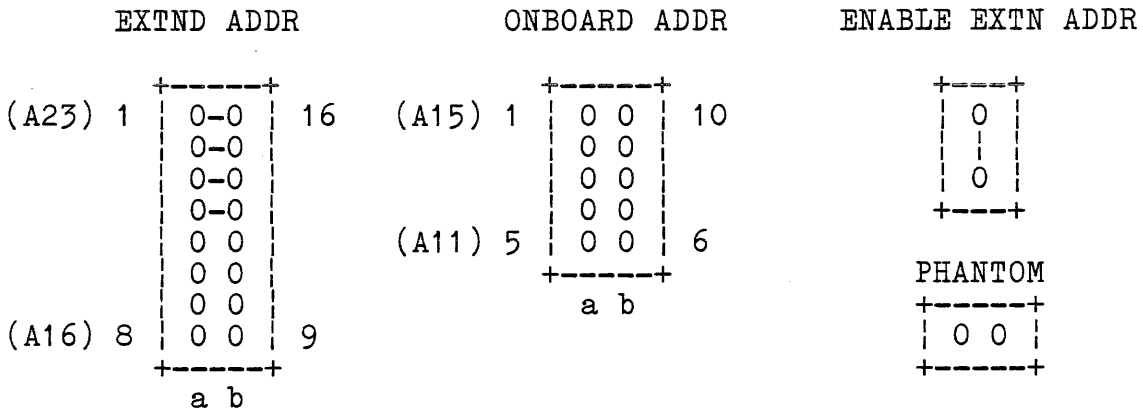 EXTND ADDR ONBOARD ADDR ENABLE EXTN ADDR
+-----+ +-----+ +----+
(A23) 1 | 0-0 | 16 (A15) 1 | 0 0 | 10 | 0 |
| 0-0 | | 0 0 | | | |
| 0-0 | | 0 0 | | 0 |
| 0-0 | | 0 0 | +----+
| 0 0 | (A11) 5 | 0 0 | 6
| 0 0 | +-----+ PHANTOM
| 0 0 | a b +-----+
(A16) 8 | 0 0 | 9 | 0 0 |
+-----+ +-----+
a b